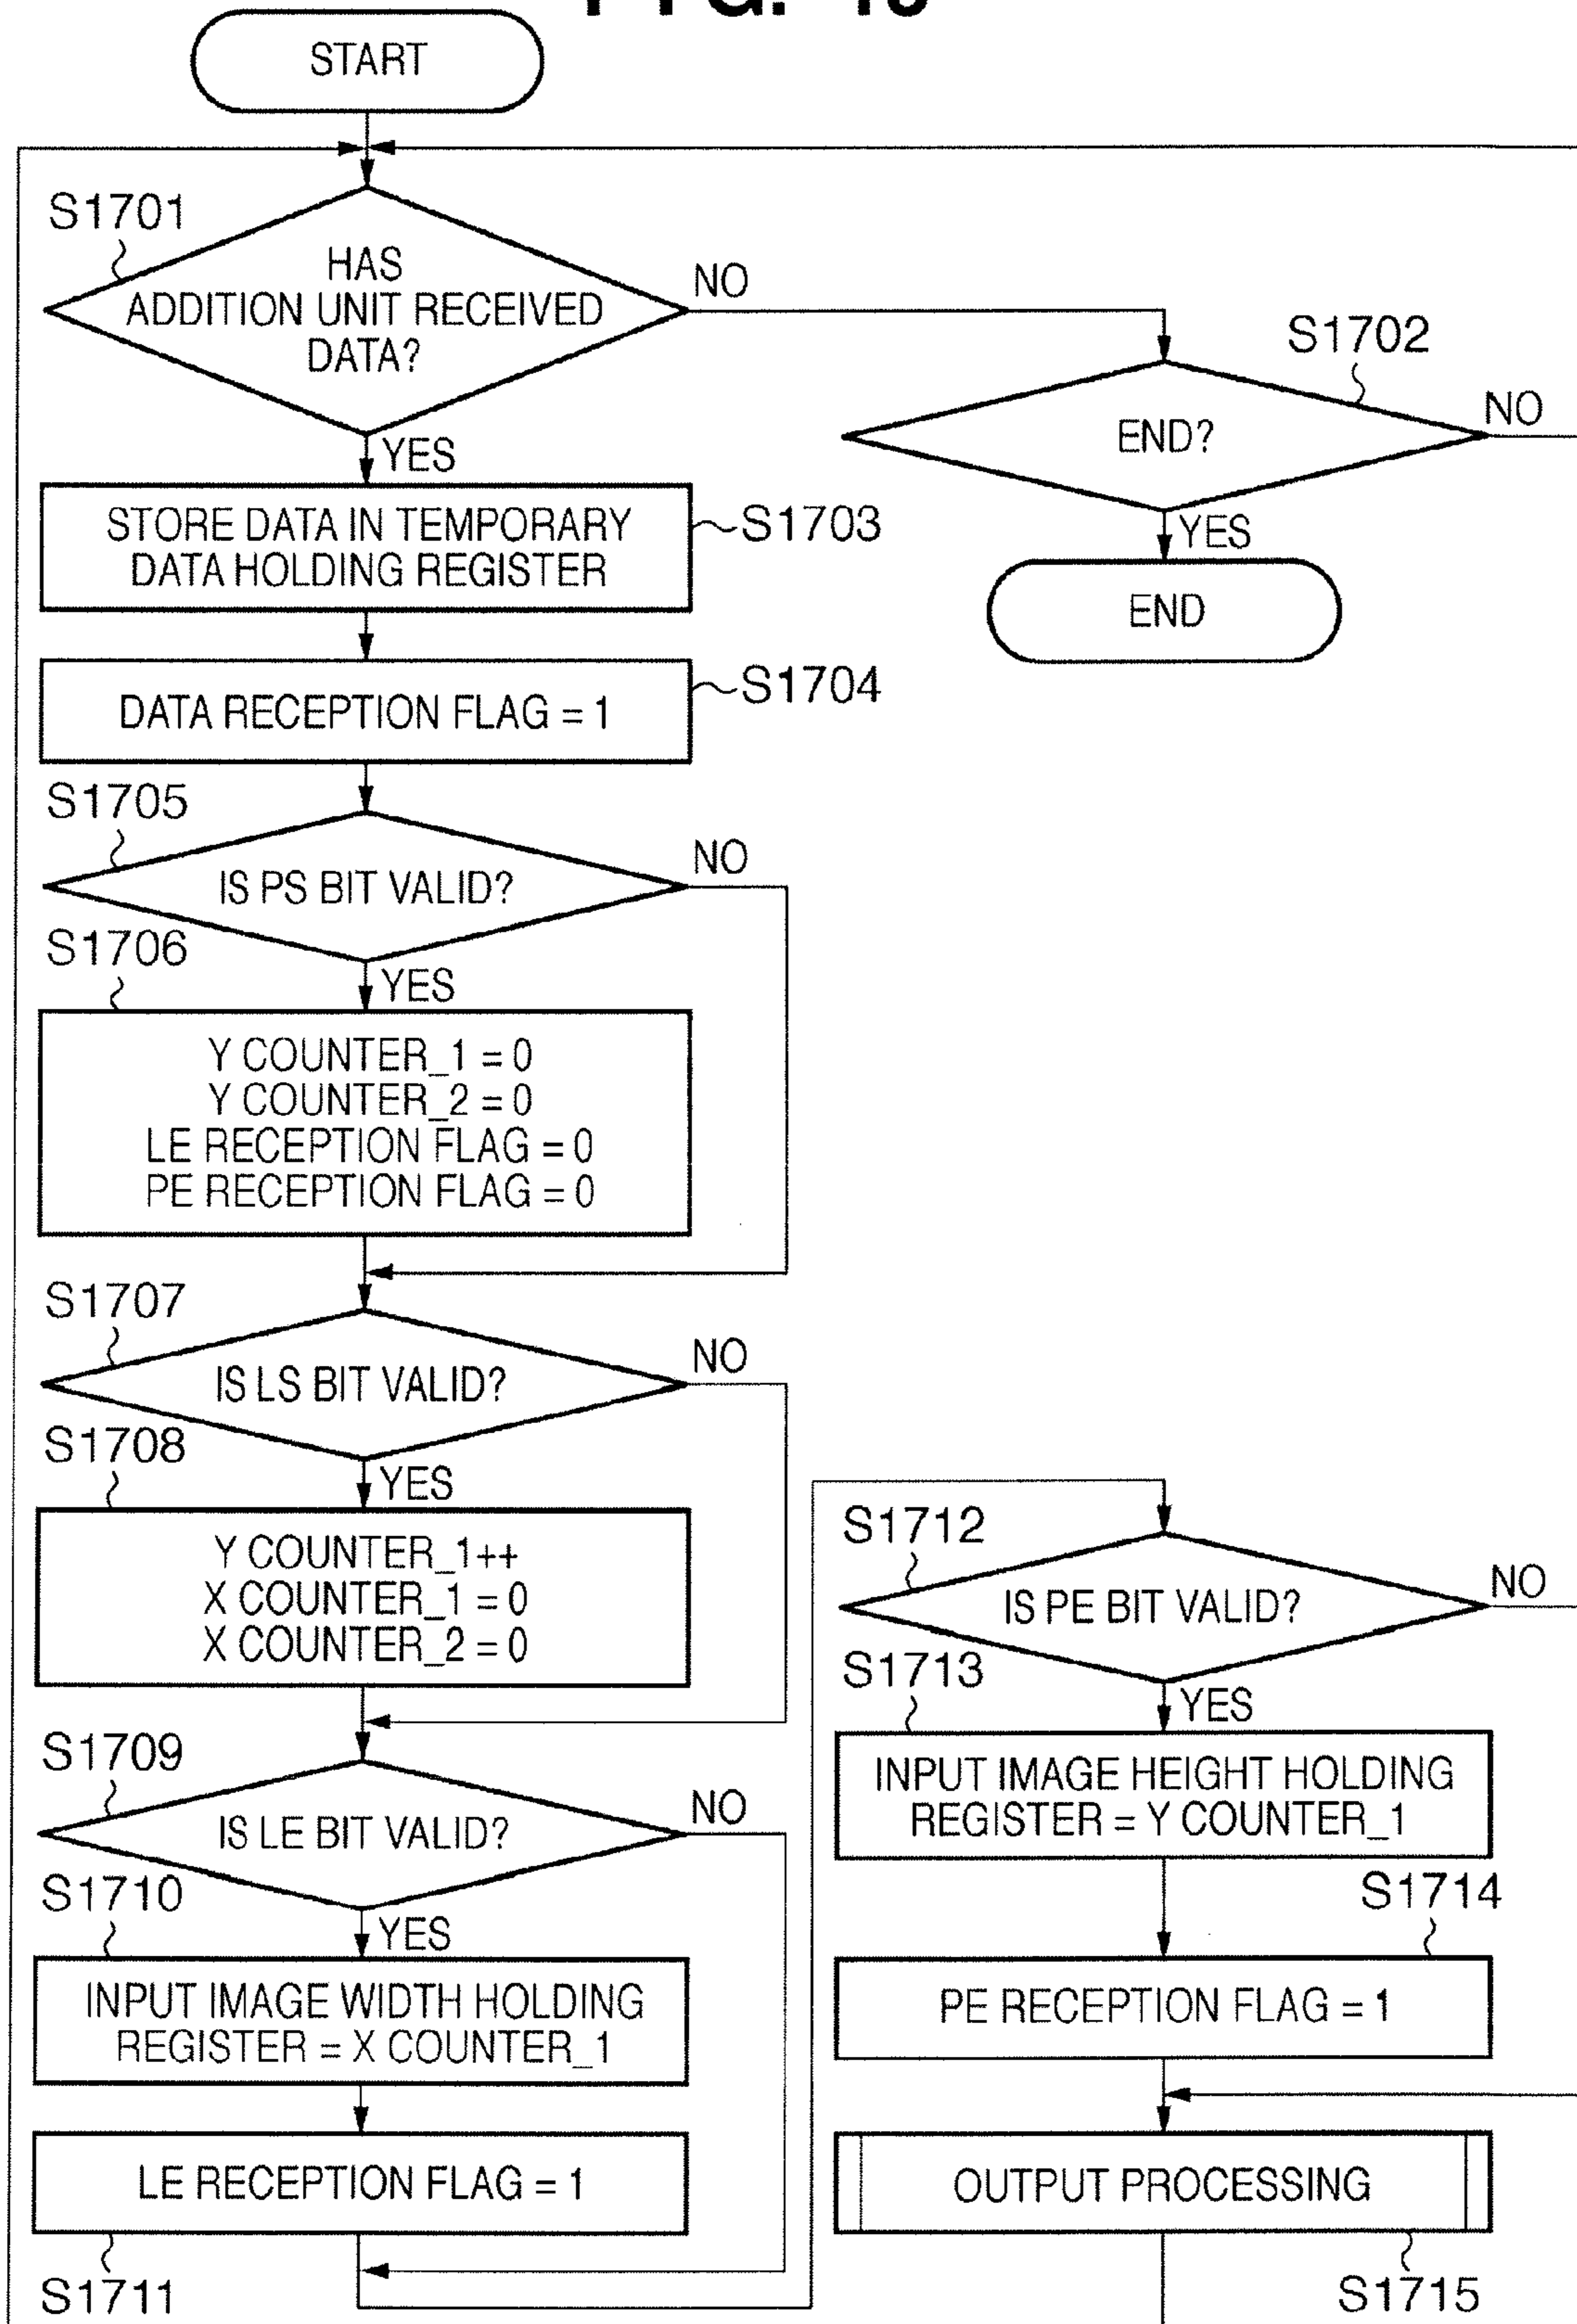 START
S1701
HAS
ADDITION UNIT RECEIVED
DATA?
NO
YES
S1702
END?
NO
YES
END
STORE DATA IN TEMPORARY
DATA HOLDING REGISTER
S1703
DATA RECEPTION FLAG = 1
S1704
S1705
IS PS BIT VALID?
NO
YES
S1706
Y COUNTER_1 = 0
Y COUNTER_2 = 0
LE RECEPTION FLAG = 0
PE RECEPTION FLAG = 0
S1707
IS LS BIT VALID?
NO
YES
S1708
Y COUNTER_1++
X COUNTER_1 = 0
X COUNTER_2 = 0
S1709
IS LE BIT VALID?
NO
YES
S1710
INPUT IMAGE WIDTH HOLDING
REGISTER = X COUNTER_1
LE RECEPTION FLAG = 1
S1711
S1712
IS PE BIT VALID?
NO
YES
S1713
INPUT IMAGE HEIGHT HOLDING
REGISTER = Y COUNTER_1
S1714
PE RECEPTION FLAG = 1
OUTPUT PROCESSING
S1715